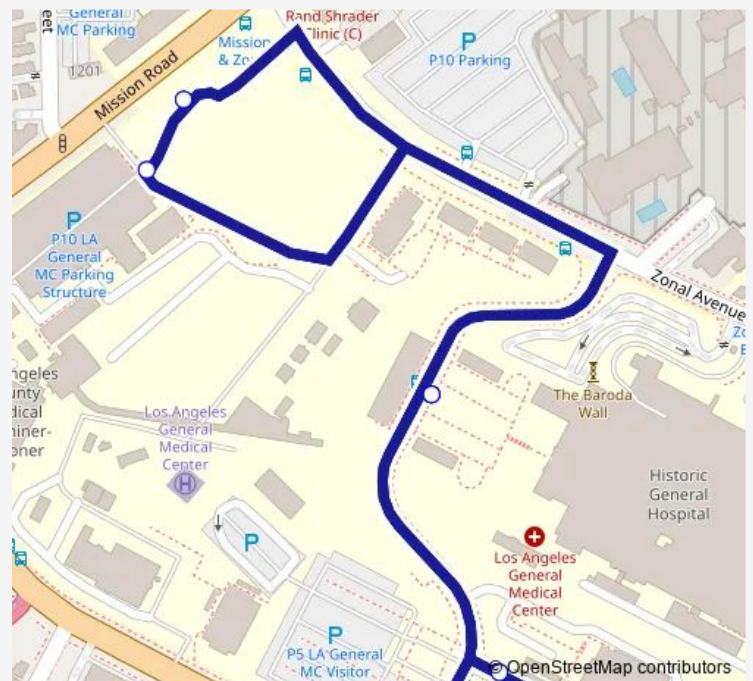 General
MC Parking
Rand Shrader
Clinic (C)
Mission
P
P10 Parking
1201
Mission Road
P
P10 LA
General
MC Parking
Structure
Zonal Avenue
The Baroda
Wall
Los Angeles
General
Medical
Center
H
Historic
General
Hospital
P
Los Angeles
General
Medical
Center
P
P5 LA General
MC Visitor
© OpenStreetMap contributors